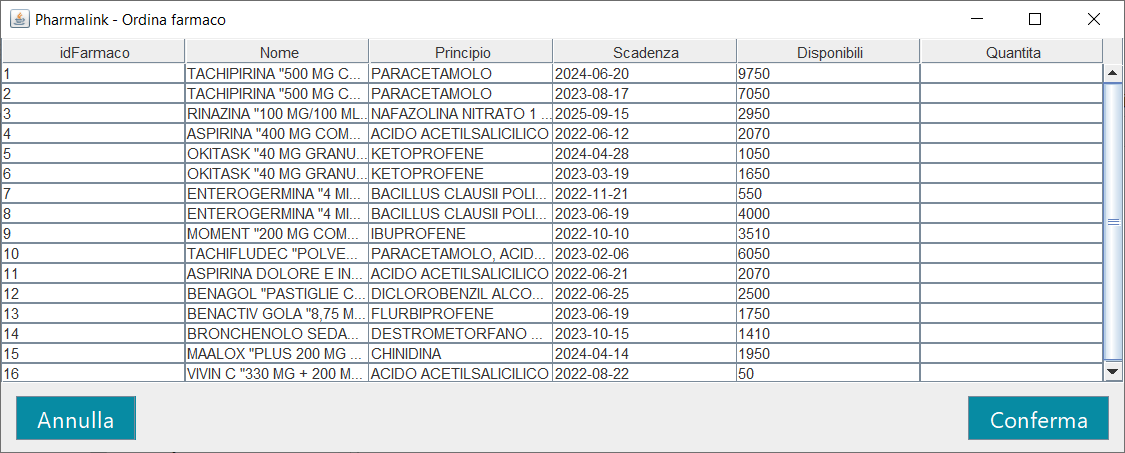 Pharmalink - Ordina farmaco
idFarmaco Nome Principio Scadenza Disponibili Quantita
1 TACHIPIRINA "500 MG C... PARACETAMOLO 2024-06-20 9750
2 TACHIPIRINA "500 MG C... PARACETAMOLO 2023-08-17 7050
3 RINAZINA "100 MG/100 ML... NAFAZOLINA NITRATO 1 ... 2025-09-15 2950
4 ASPIRINA "400 MG COM... ACIDO ACETILSALICILICO 2022-06-12 2070
5 OKITASK "40 MG GRANU... KETOPROFENE 2024-04-28 1050
6 OKITASK "40 MG GRANU... KETOPROFENE 2023-03-19 1650
7 ENTEROGERMINA "4 MI... BACILLUS CLAUSII POLI... 2022-11-21 550
8 ENTEROGERMINA "4 MI... BACILLUS CLAUSII POLI... 2023-06-19 4000
9 MOMENT "200 MG COM... IBUPROFENE 2022-10-10 3510
10 TACHIFLUDEC "POLVE... PARACETAMOLO, ACID... 2023-02-06 6050
11 ASPIRINA DOLORE E IN... ACIDO ACETILSALICILICO 2022-06-21 2070
12 BENAGOL "PASTIGLIE C... DICLOROBENZIL ALCO... 2022-06-25 2500
13 BENACTIV GOLA "8,75 M... FLURBIPROFENE 2023-06-19 1750
14 BRONCHENOLO SEDA... DESTROMETORFANO ... 2023-10-15 1410
15 MAALOX "PLUS 200 MG ... CHINIDINA 2024-04-14 1950
16 VIVIN C "330 MG + 200 M... ACIDO ACETILSALICILICO 2022-08-22 50
Annulla Conferma